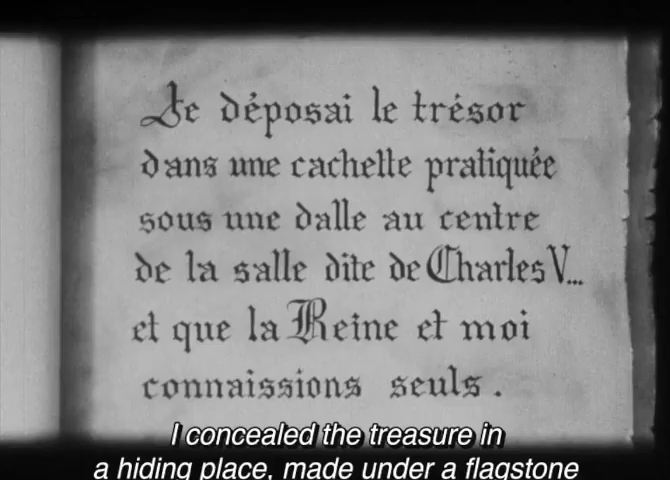 Je déposai le trésor
dans une cachette pratiquée
sous une dalle au centre
de la salle dite de Charles V...
et que la Reine et moi
connaissions seuls.
I concealed the treasure in
a hiding place, made under a flagstone